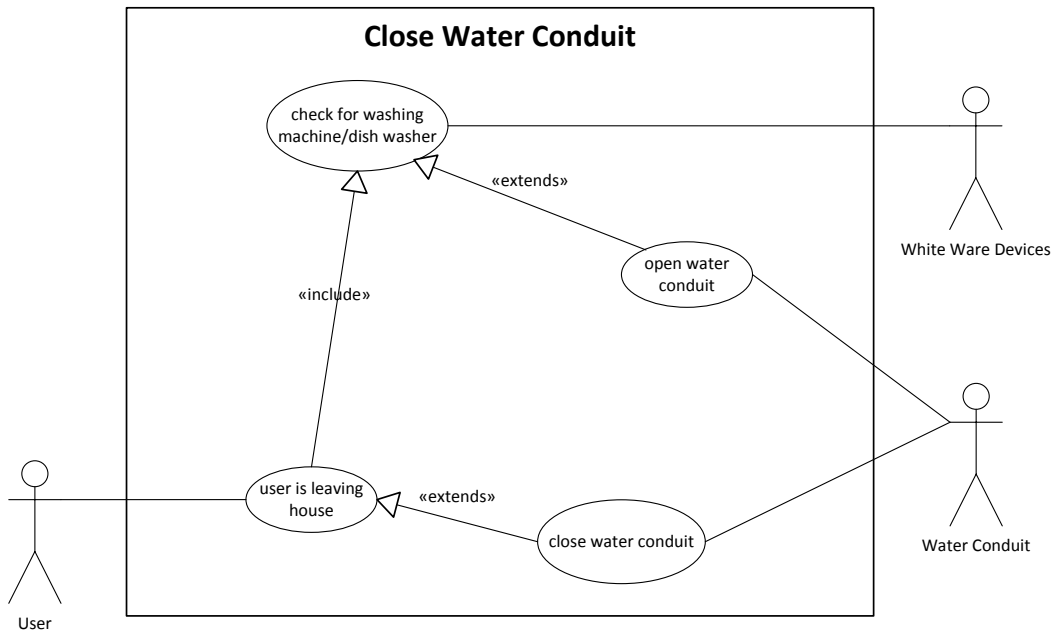 Close Water Conduit
check for washing
machine/dish washer
«extends»
White Ware Devices
open water
conduit
«include»
user is leaving
house
«extends»
close water conduit
Water Conduit
User